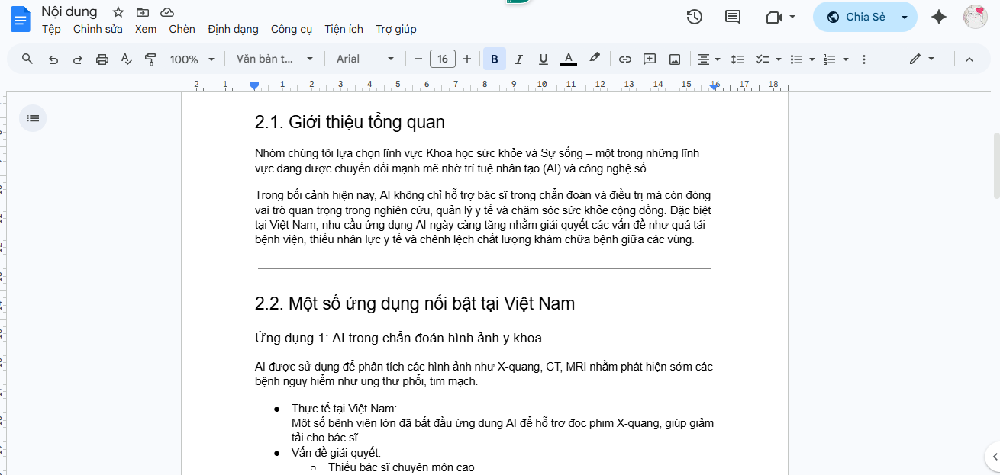 Nội dung
Tệp Chỉnh sửa Xem Chèn Định dạng Công cụ Tiện ích Trợ giúp
Chia Sẻ
100% Văn bản t... Arial 16 B I U A
2 1 1 2 3 4 5 6 7 8 9 10 11 12 13 14 15 16 17 18
2.1. Giới thiệu tổng quan
Nhóm chúng tôi lựa chọn lĩnh vực Khoa học sức khỏe và Sự sống – một trong những lĩnh
vực đang được chuyển đổi mạnh mẽ nhờ trí tuệ nhân tạo (AI) và công nghệ số.
Trong bối cảnh hiện nay, AI không chỉ hỗ trợ bác sĩ trong chẩn đoán và điều trị mà còn đóng
vai trò quan trọng trong nghiên cứu, quản lý y tế và chăm sóc sức khỏe cộng đồng. Đặc biệt
tại Việt Nam, nhu cầu ứng dụng AI ngày càng tăng nhằm giải quyết các vấn đề như quá tải
bệnh viện, thiếu nhân lực y tế và chênh lệch chất lượng khám chữa bệnh giữa các vùng.
2.2. Một số ứng dụng nổi bật tại Việt Nam
Ứng dụng 1: AI trong chẩn đoán hình ảnh y khoa
AI được sử dụng để phân tích các hình ảnh như X-quang, CT, MRI nhằm phát hiện sớm các
bệnh nguy hiểm như ung thư phổi, tim mạch.
● Thực tế tại Việt Nam:
Một số bệnh viện lớn đã bắt đầu ứng dụng AI để hỗ trợ đọc phim X-quang, giúp giảm
tải cho bác sĩ.
● Vấn đề giải quyết:
○ Thiếu bác sĩ chuyên môn cao